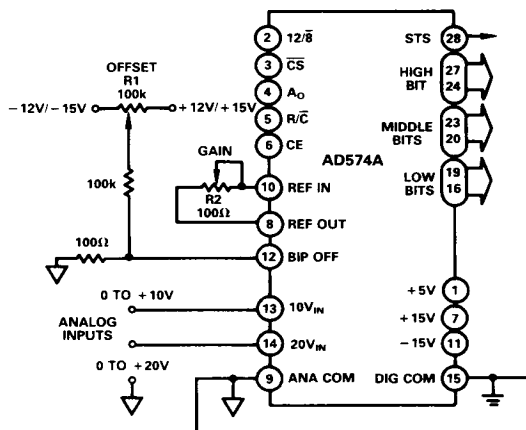 2 12/8̅ STS 28
OFFSET
R1
100k
3 C̅S̅ HIGH BIT 27 24
−12V/−15V +12V/+15V
4 AO
5 R/C̅ MIDDLE BITS 23 20
6 CE
AD574A
GAIN
100k
10 REF IN LOW BITS 19 16
R2
100Ω
8 REF OUT
100Ω
12 BIP OFF
+5V 1
0 TO +10V
13 10VIN +15V 7
ANALOG
INPUTS
14 20VIN −15V 11
0 TO +20V
9 ANA COM DIG COM 15